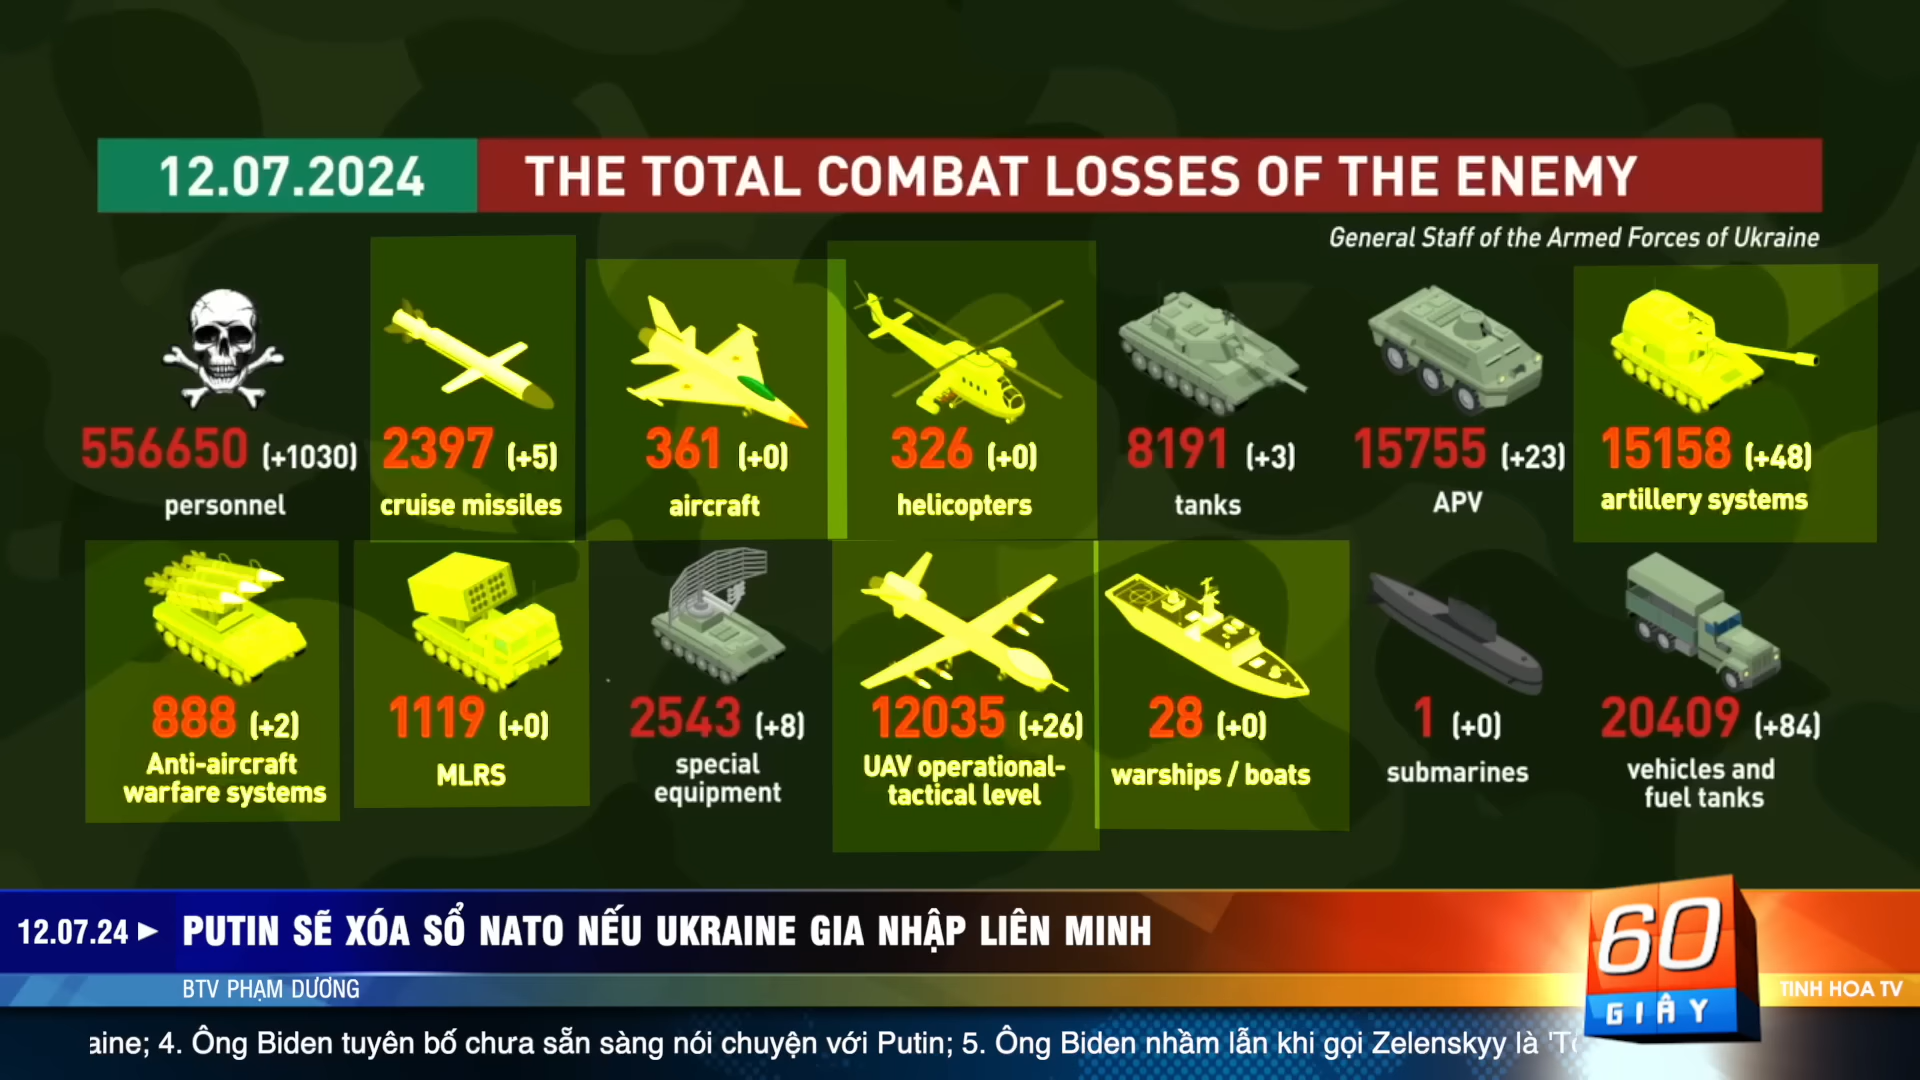 12.07.2024 THE TOTAL COMBAT LOSSES OF THE ENEMY
General Staff of the Armed Forces of Ukraine
556650 (+1030)
personnel
2397 (+5)
cruise missiles
361 (+0)
aircraft
326 (+0)
helicopters
8191 (+3)
tanks
15755 (+23)
APV
15158 (+48)
artillery systems
888 (+2)
Anti-aircraft
warfare systems
1119 (+0)
MLRS
2543 (+8)
special
equipment
12035 (+26)
UAV operational-
tactical level
28 (+0)
warships / boats
1 (+0)
submarines
20409 (+84)
vehicles and
fuel tanks
12.07.24 ► PUTIN SẼ XÓA SỔ NATO NẾU UKRAINE GIA NHẬP LIÊN MINH
BTV PHẠM DƯƠNG
60
GIÂY
TINH HOA TV
aine; 4. Ông Biden tuyên bố chưa sẵn sàng nói chuyện với Putin; 5. Ông Biden nhầm lẫn khi gọi Zelenskyy là